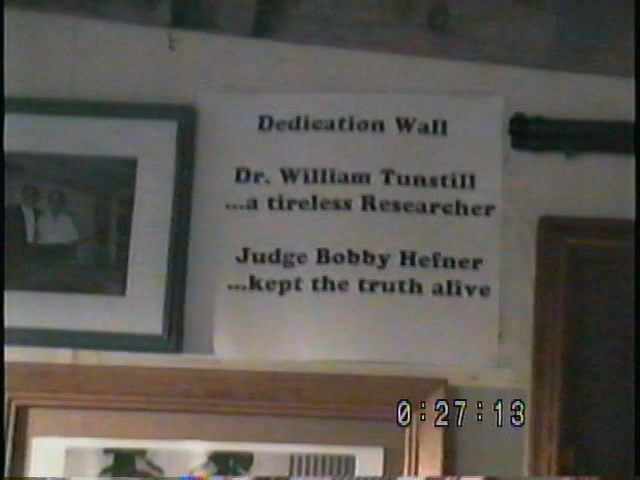 Dedication Wall
Dr. William Tunstill
...a tireless Researcher
Judge Bobby Hefner
...kept the truth alive
0:27:13